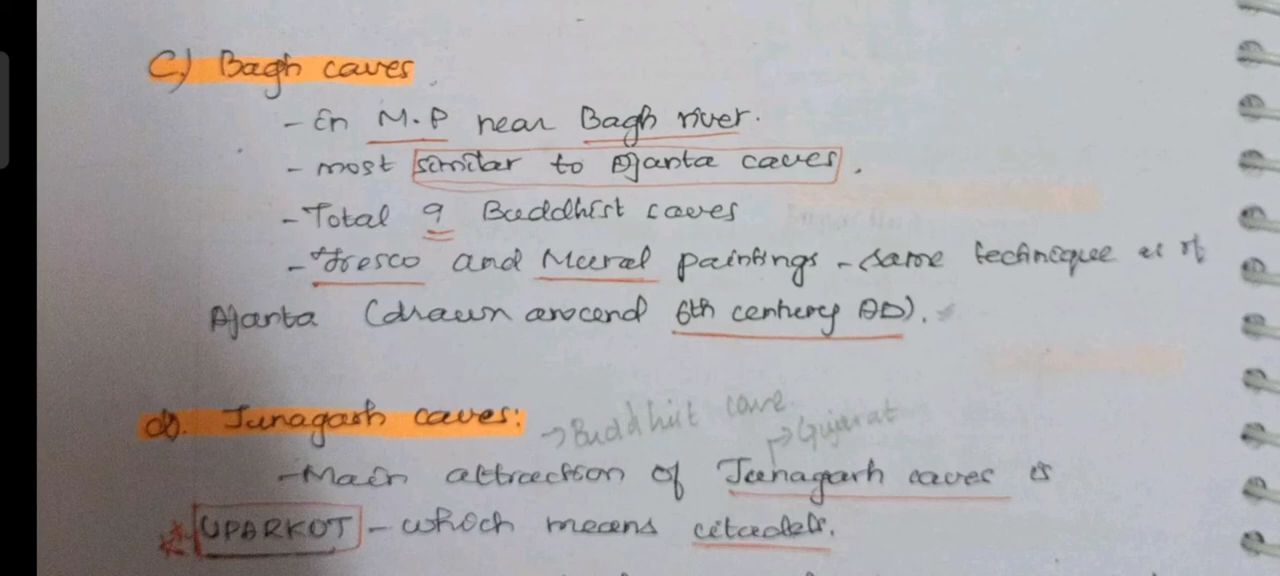 C) Bagh caves
- in M.P near Bagh river.
- most similar to Ajanta caves.
- Total 9 Buddhist caves
- fresco and Mural paintings - same technique as of
Ajanta (drawn around 6th century AD).
d). Junagarh caves: → Buddhist cave
→ Gujarat
- Main attraction of Junagarh caves is
UPARKOT - which means citadels.